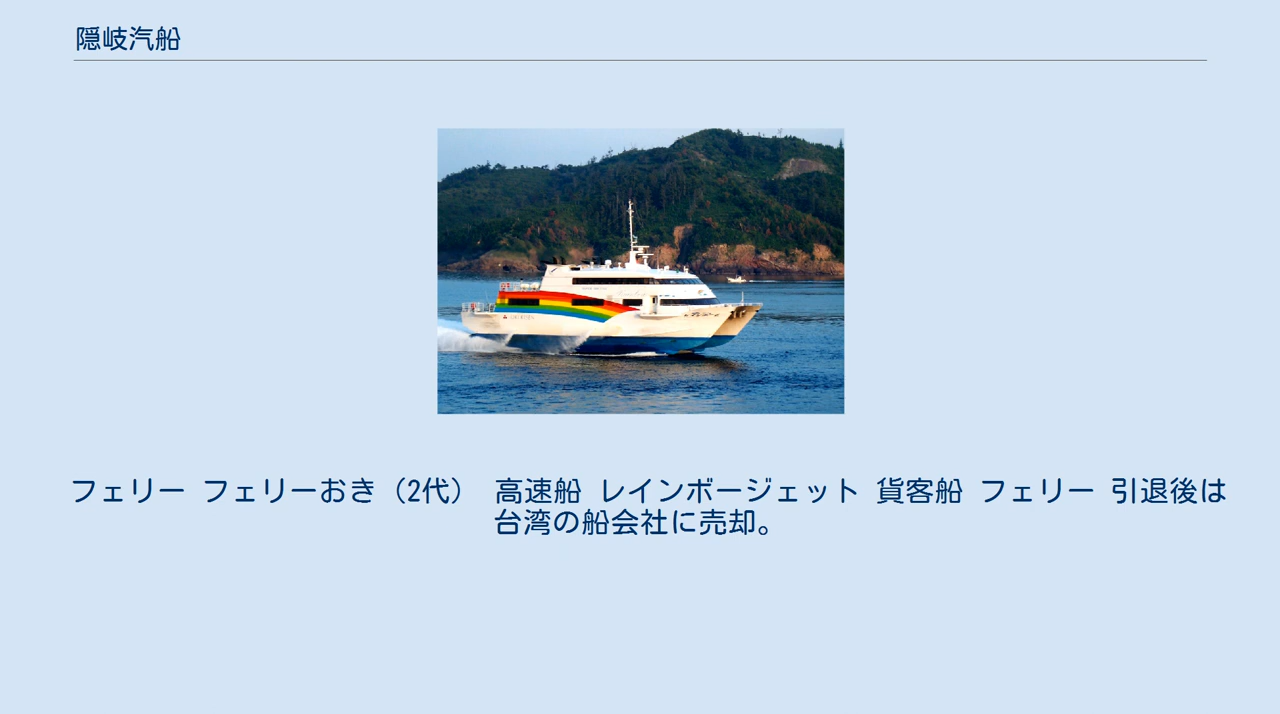 隠岐汽船
フェリー フェリーおき（2代） 高速船 レインボージェット 貨客船 フェリー 引退後は
台湾の船会社に売却。